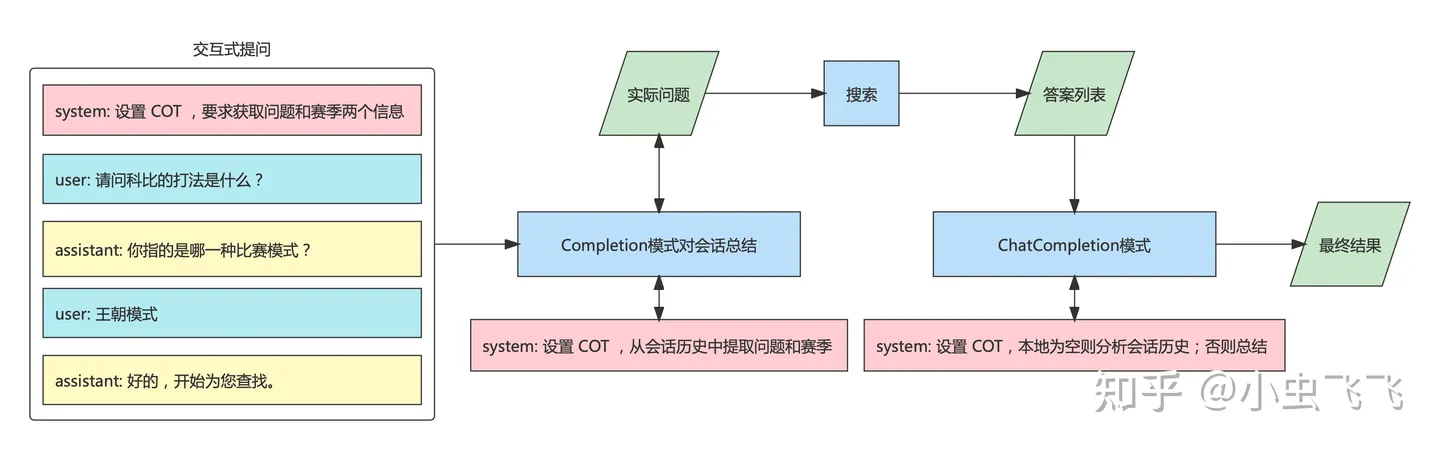 交互式提问
system: 设置 COT ，要求获取问题和赛季两个信息
user: 请问科比的打法是什么？
assistant: 你指的是哪一种比赛模式？
user: 王朝模式
assistant: 好的，开始为您查找。
实际问题
搜索
答案列表
Completion模式对会话总结
ChatCompletion模式
最终结果
system: 设置 COT ，从会话历史中提取问题和赛季
system: 设置 COT，本地为空则分析会话历史；否则总结
知乎 @小虫飞飞